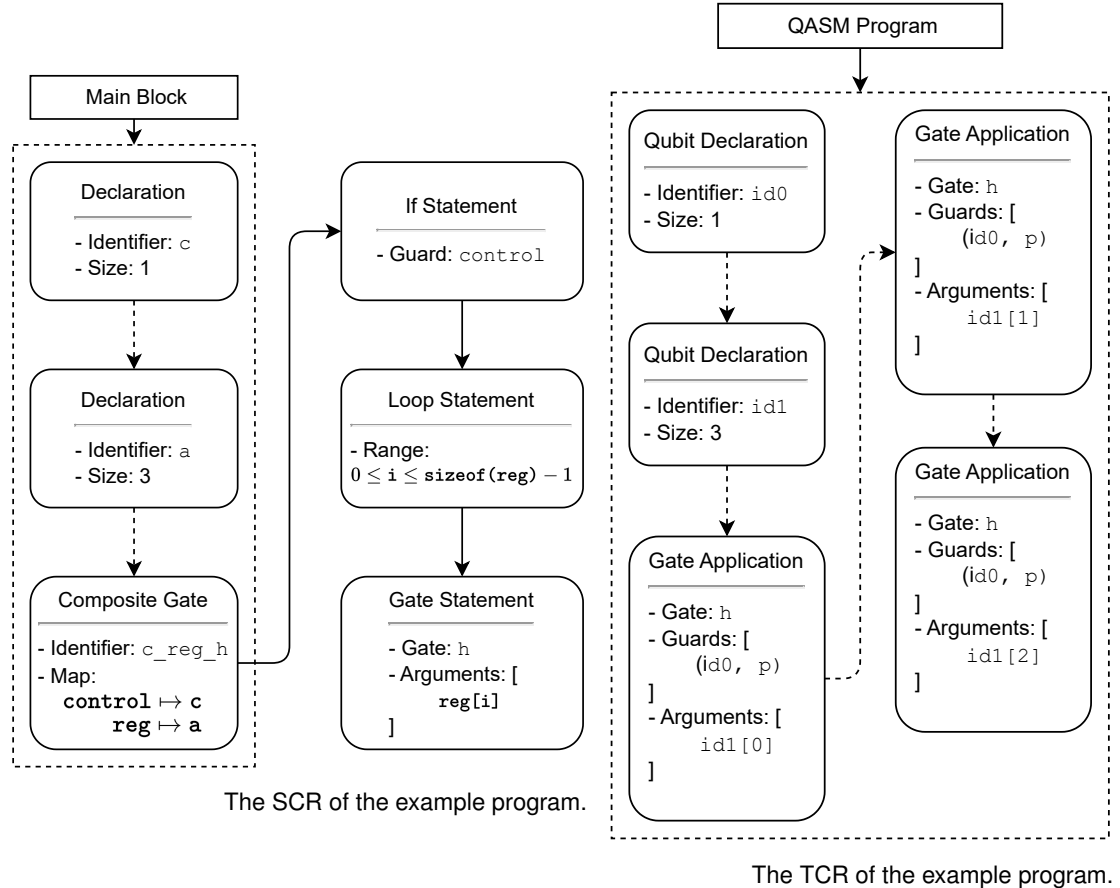 Main Block
Declaration
- Identifier: c
- Size: 1
Declaration
- Identifier: a
- Size: 3
Composite Gate
- Identifier: c_reg_h
- Map:
control ↦ c
reg ↦ a
If Statement
- Guard: control
Loop Statement
- Range:
0 ≤ i ≤ sizeof(reg) − 1
Gate Statement
- Gate: h
- Arguments: [
reg[i]
]
The SCR of the example program.
QASM Program
Qubit Declaration
- Identifier: id0
- Size: 1
Qubit Declaration
- Identifier: id1
- Size: 3
Gate Application
- Gate: h
- Guards: [
(id0, p)
]
- Arguments: [
id1[0]
]
Gate Application
- Gate: h
- Guards: [
(id0, p)
]
- Arguments: [
id1[1]
]
Gate Application
- Gate: h
- Guards: [
(id0, p)
]
- Arguments: [
id1[2]
]
The TCR of the example program.